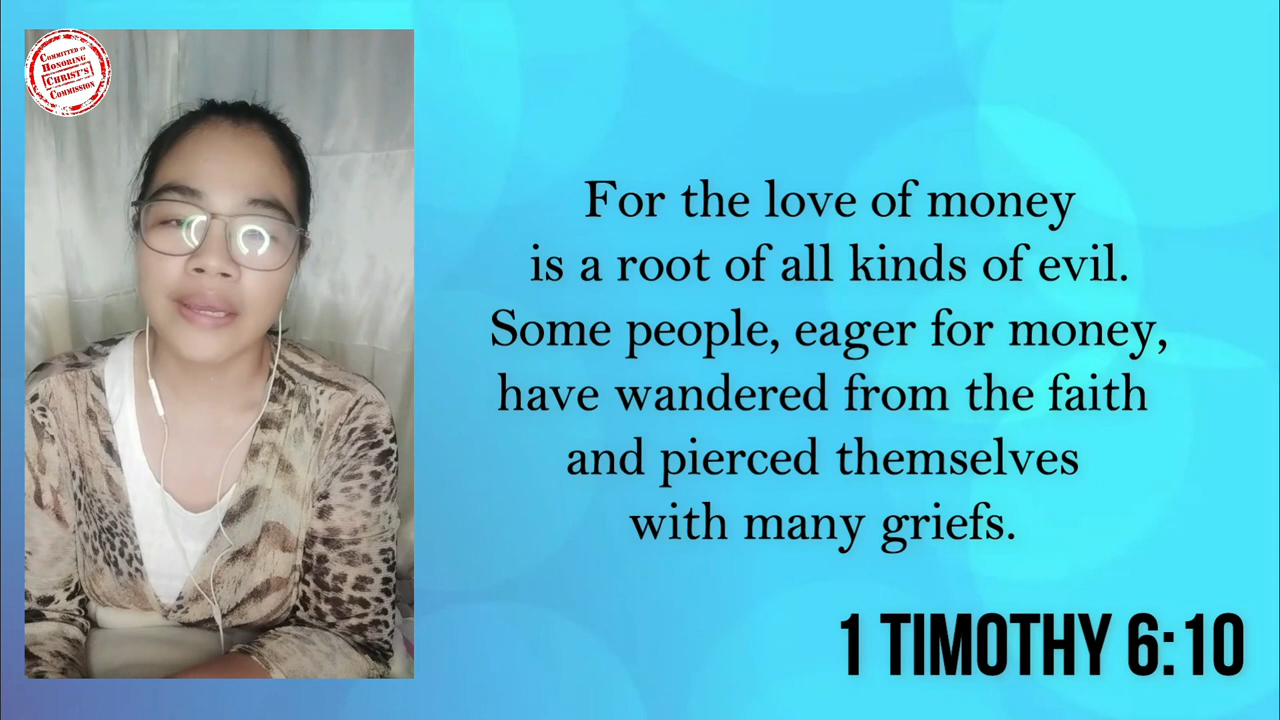 COMMITTED TO
HONORING
CHRIST'S
COMMISSION
For the love of money
is a root of all kinds of evil.
Some people, eager for money,
have wandered from the faith
and pierced themselves
with many griefs.
1 TIMOTHY 6:10